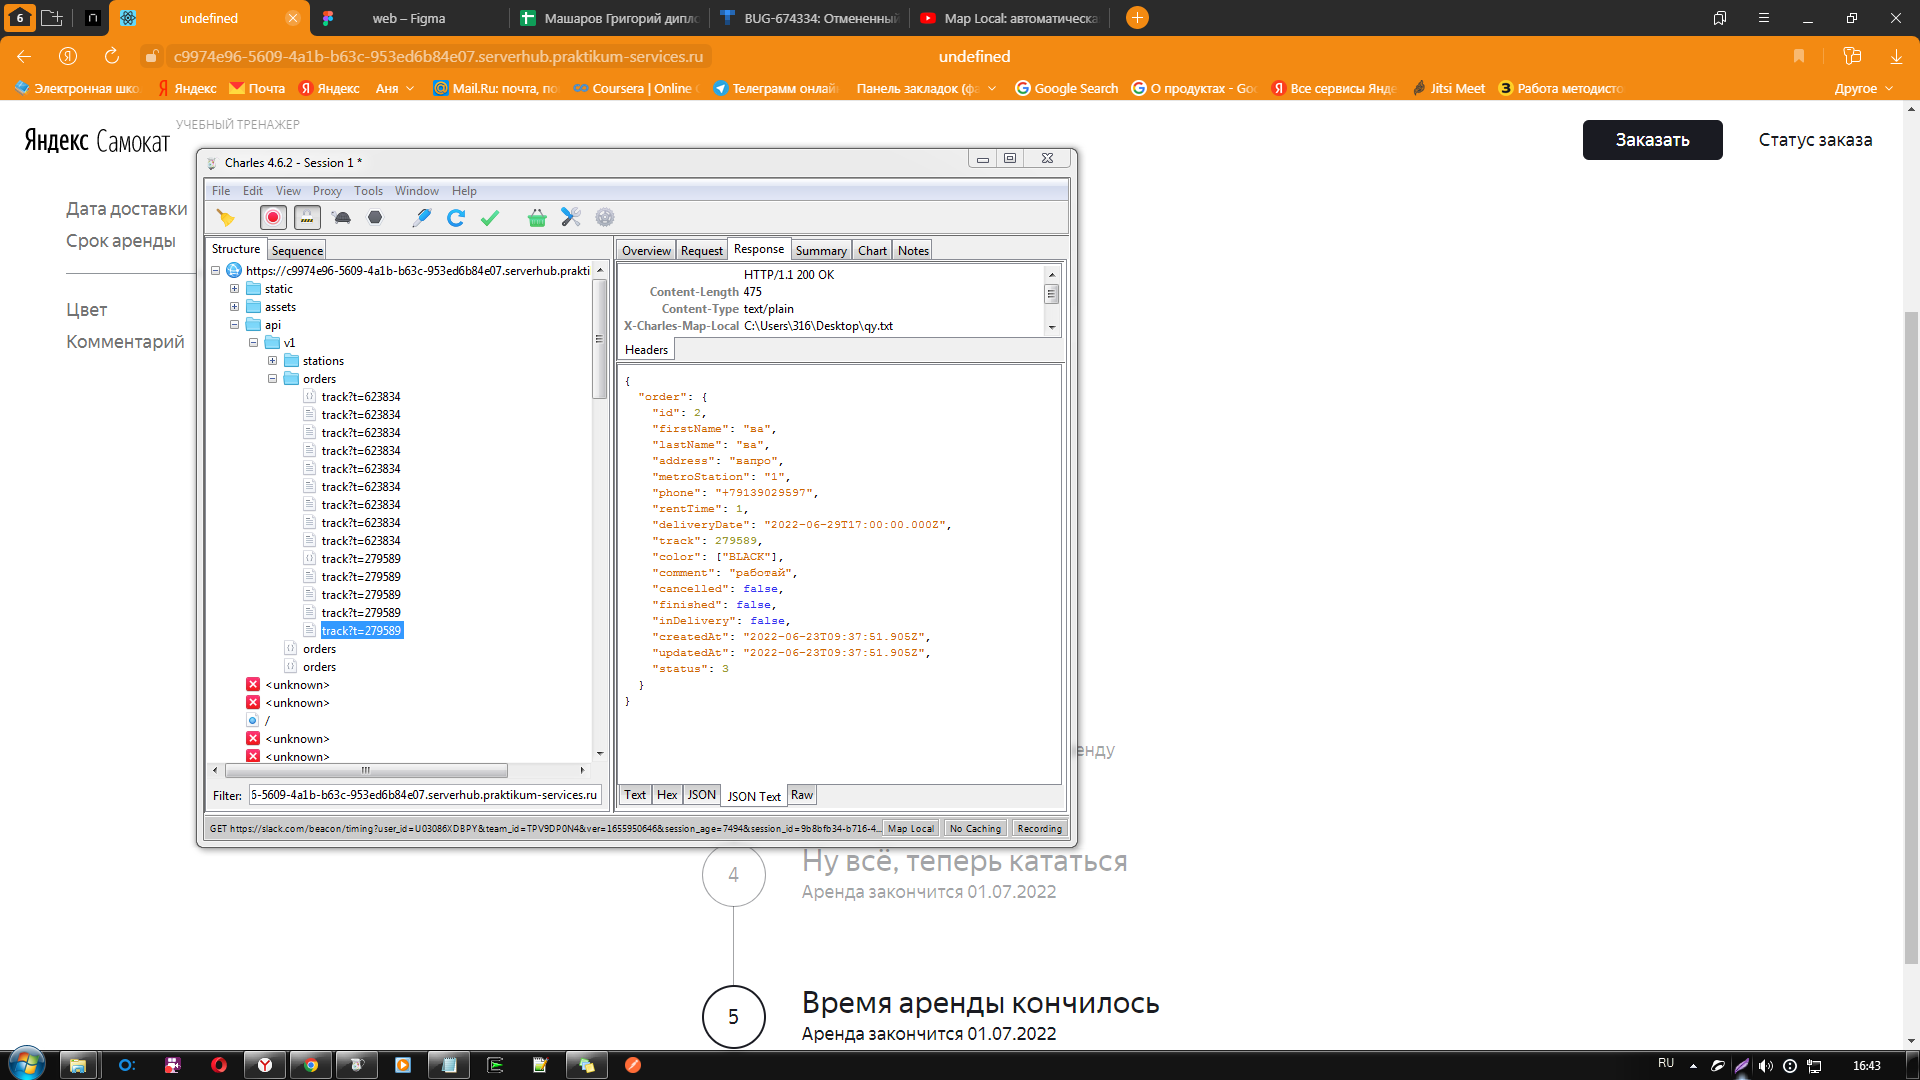 6
undefined
web – Figma
Машаров Григорий дипло
BUG-674334: Отмененный
Map Local: автоматическа
c9974e96-5609-4a1b-b63c-953ed6b84e07.serverhub.praktikum-services.ru
undefined
Электронная шко
Яндекс
Почта
Яндекс
Аня
Mail.Ru: почта, по
Coursera | Online
Телеграмм онлай
Панель закладок (ф
Google Search
О продуктах - Goo
Все сервисы Янде
Jitsi Meet
Работа методисто
Другое
Яндекс Самокат
УЧЕБНЫЙ ТРЕНАЖЕР
Заказать
Статус заказа
Дата доставки
Срок аренды
Цвет
Комментарий
Charles 4.6.2 - Session 1 *
File Edit View Proxy Tools Window Help
Structure
Sequence
https://c9974e96-5609-4a1b-b63c-953ed6b84e07.serverhub.prakti
static
assets
api
v1
stations
orders
track?t=623834
track?t=623834
track?t=623834
track?t=623834
track?t=623834
track?t=623834
track?t=623834
track?t=623834
track?t=623834
track?t=279589
track?t=279589
track?t=279589
track?t=279589
track?t=279589
orders
orders
<unknown>
<unknown>
/
<unknown>
<unknown>
Filter: 5-5609-4a1b-b63c-953ed6b84e07.serverhub.praktikum-services.ru
Overview Request Response Summary Chart Notes
HTTP/1.1 200 OK
Content-Length 475
Content-Type text/plain
X-Charles-Map-Local C:\Users\316\Desktop\qy.txt
Headers
{
"order": {
"id": 2,
"firstName": "ва",
"lastName": "ва",
"address": "вапро",
"metroStation": "1",
"phone": "+79139029597",
"rentTime": 1,
"deliveryDate": "2022-06-29T17:00:00.000Z",
"track": 279589,
"color": ["BLACK"],
"comment": "работай",
"cancelled": false,
"finished": false,
"inDelivery": false,
"createdAt": "2022-06-23T09:37:51.905Z",
"updatedAt": "2022-06-23T09:37:51.905Z",
"status": 3
}
}
Text Hex JSON JSON Text Raw
GET https://slack.com/beacon/timing?user_id=U03086XDBPY&team_id=TPV9DP0N4&ver=1655950646&session_age=7494&session_id=9b8bfb34-b716-4...
Map Local
No Caching
Recording
енду
4
Ну всё, теперь кататься
Аренда закончится 01.07.2022
5
Время аренды кончилось
Аренда закончится 01.07.2022
RU
16:43